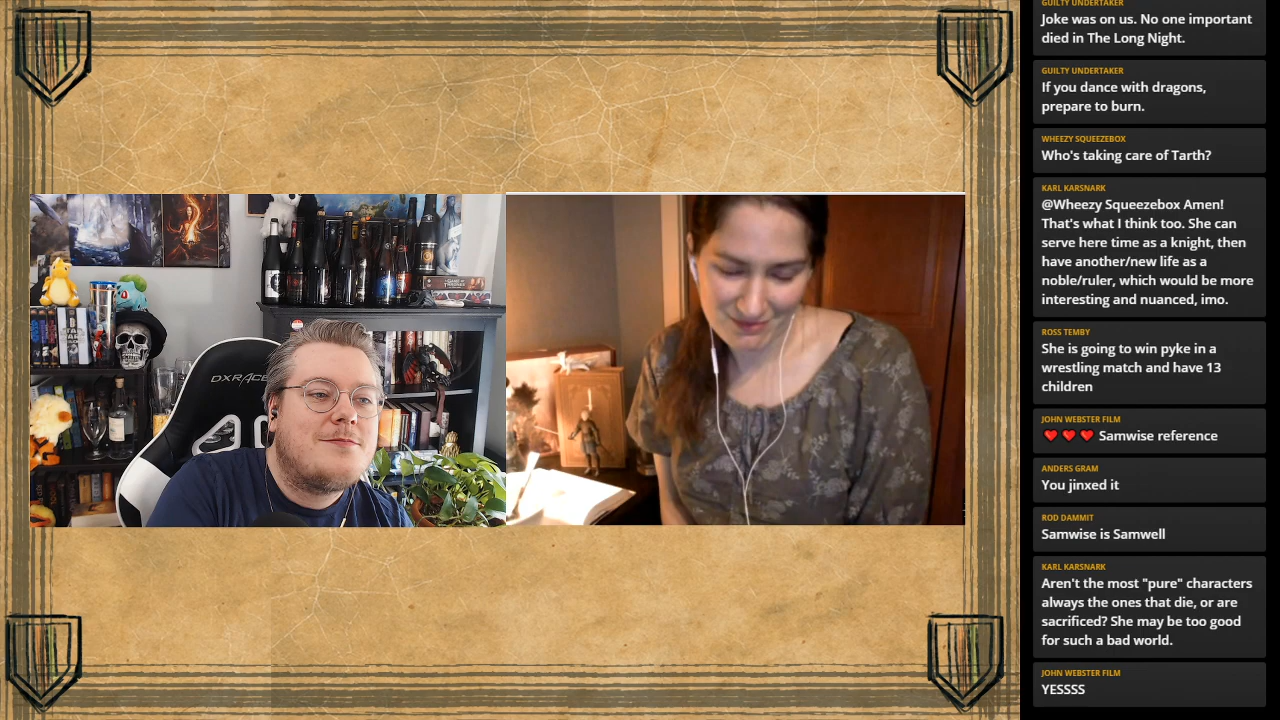 GUILTY UNDERTAKER
Joke was on us. No one important
died in The Long Night.
GUILTY UNDERTAKER
If you dance with dragons,
prepare to burn.
WHEEZY SQUEEZEBOX
Who's taking care of Tarth?
KARL KARSNARK
@Wheezy Squeezebox Amen!
That's what I think too. She can
serve here time as a knight, then
have another/new life as a
noble/ruler, which would be more
interesting and nuanced, imo.
ROSS TEMBY
She is going to win pyke in a
wrestling match and have 13
children
JOHN WEBSTER FILM
❤️ ❤️ ❤️ Samwise reference
ANDERS GRAM
You jinxed it
ROD DAMMIT
Samwise is Samwell
KARL KARSNARK
Aren't the most "pure" characters
always the ones that die, or are
sacrificed? She may be too good
for such a bad world.
JOHN WEBSTER FILM
YESSSS
DXRACE